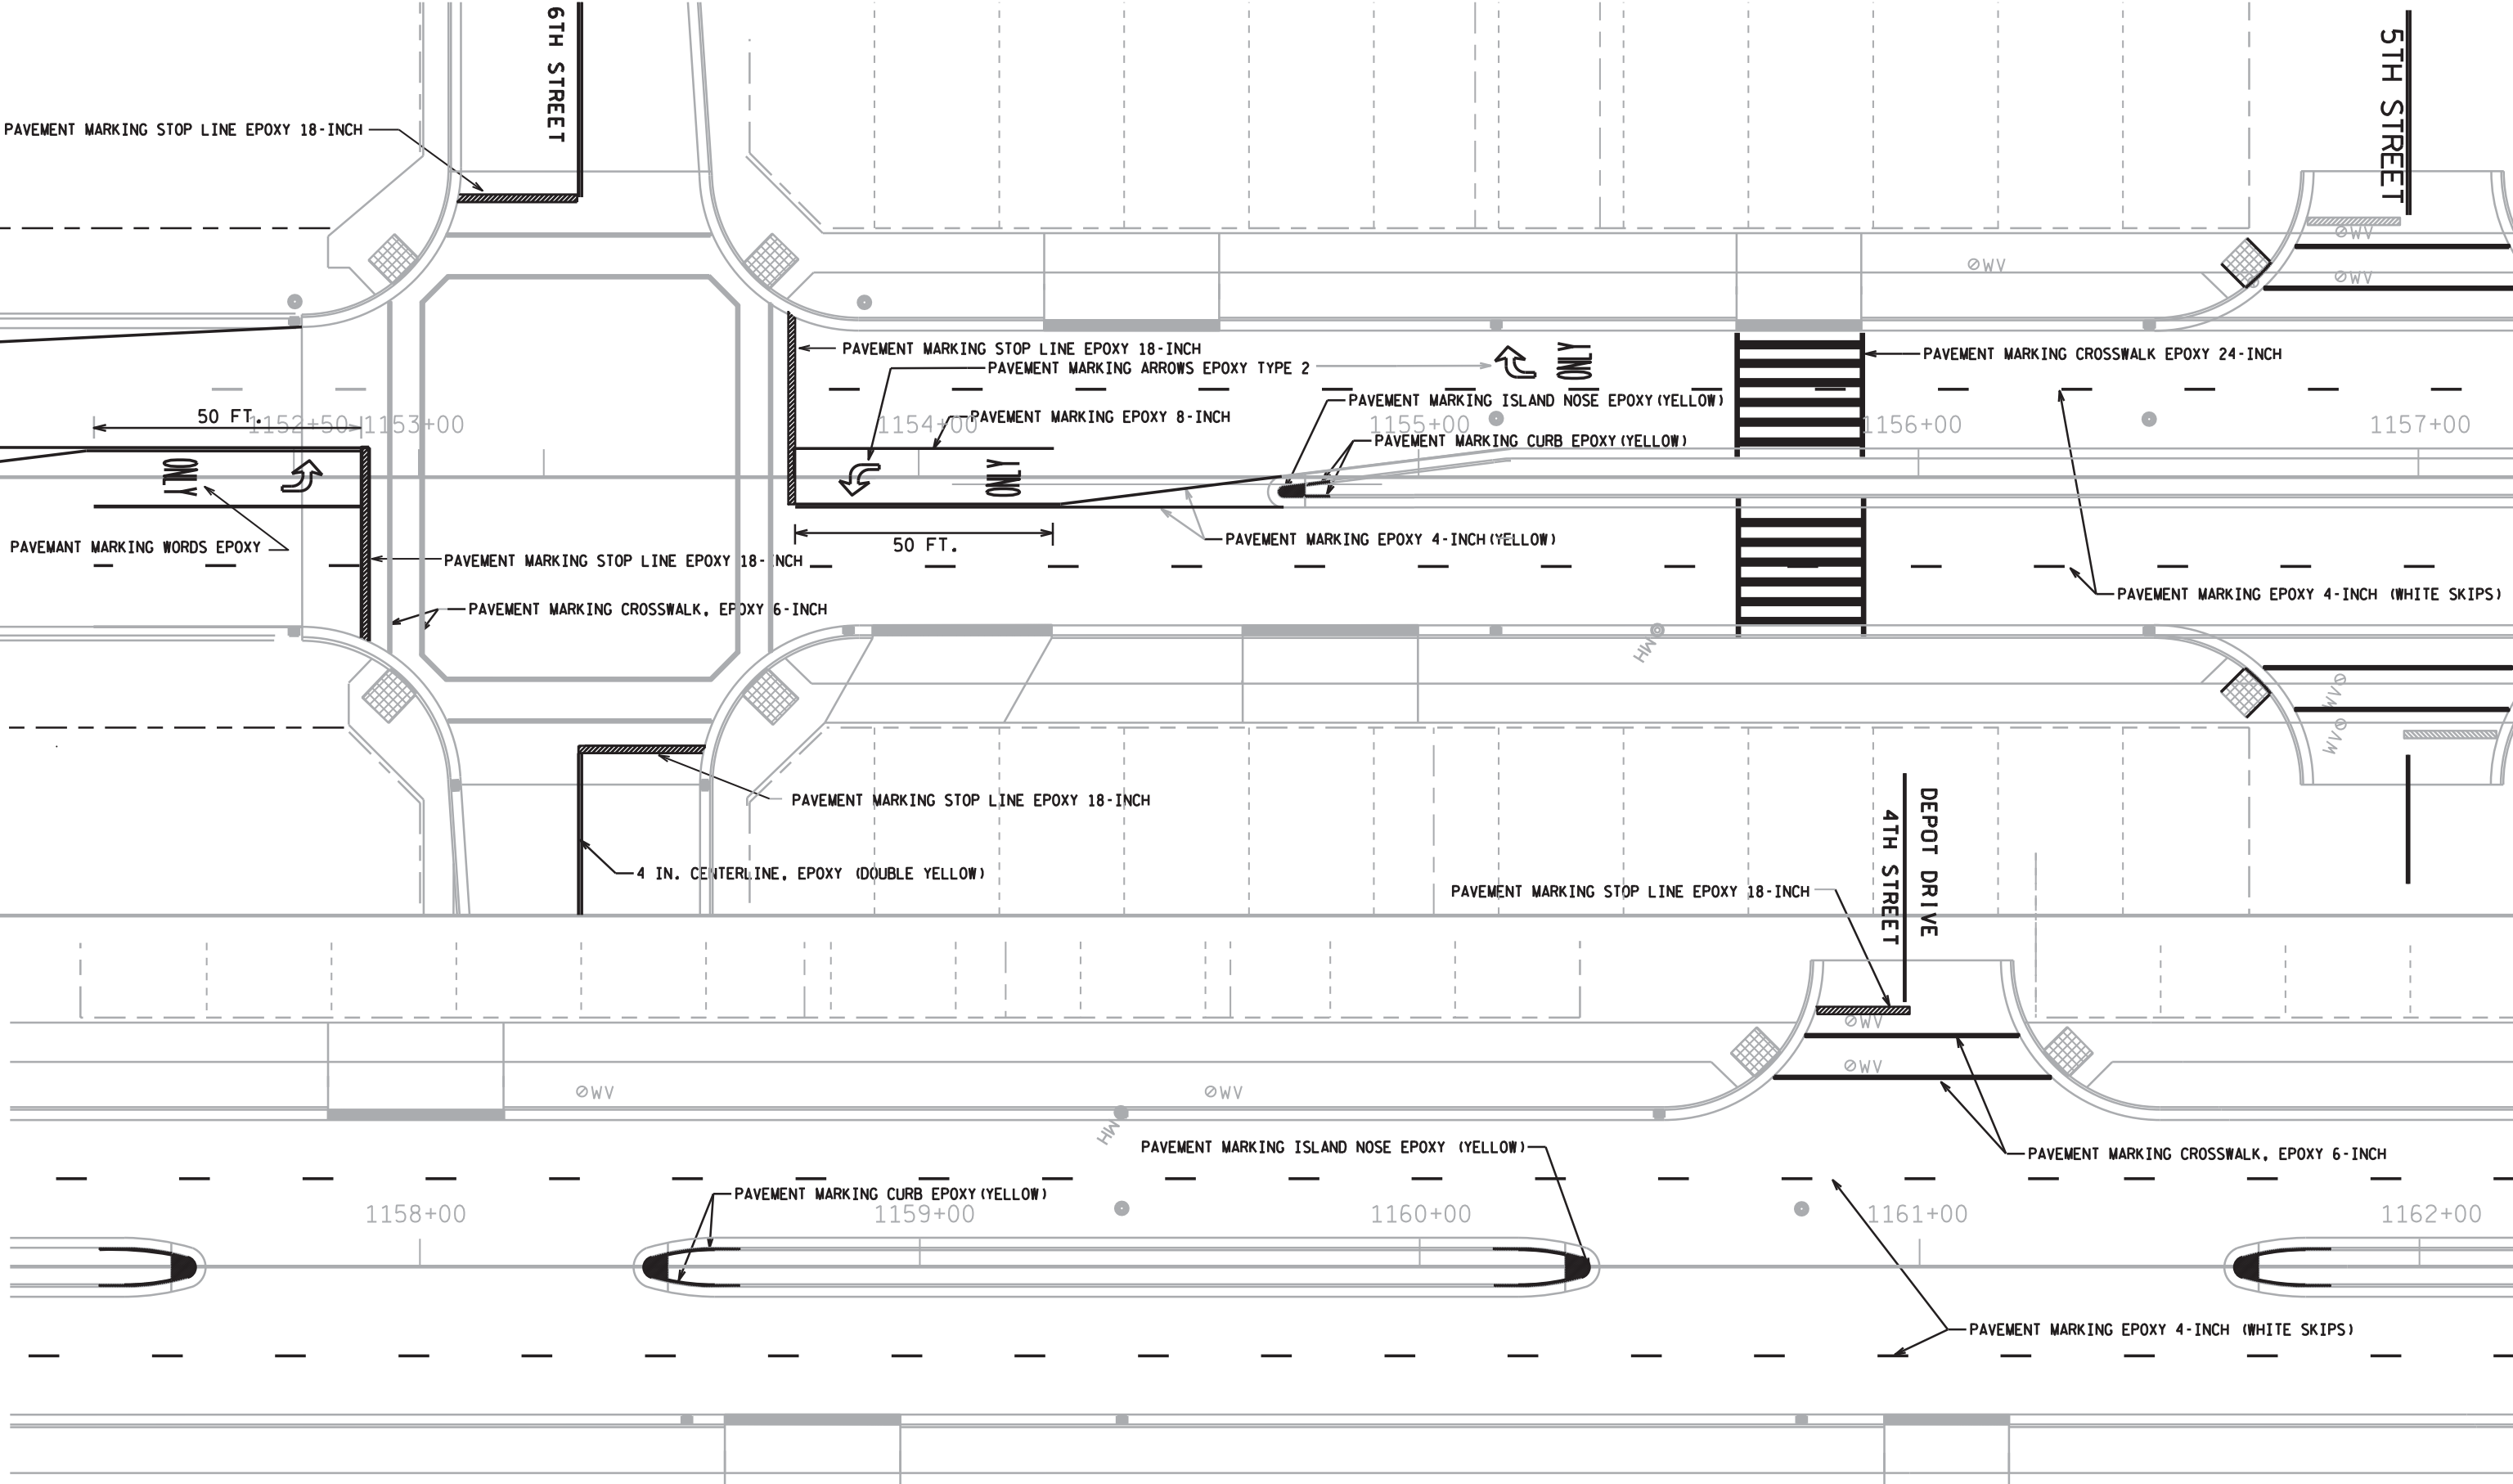 6TH STREET
5TH STREET
PAVEMENT MARKING STOP LINE EPOXY 18-INCH
WV
WV
WV
PAVEMENT MARKING STOP LINE EPOXY 18-INCH
PAVEMENT MARKING ARROWS EPOXY TYPE 2
ONLY
PAVEMENT MARKING CROSSWALK EPOXY 24-INCH
PAVEMENT MARKING ISLAND NOSE EPOXY (YELLOW)
50 FT.
1152+50
1153+00
1154+00
PAVEMENT MARKING EPOXY 8-INCH
1155+00
1156+00
1157+00
PAVEMENT MARKING CURB EPOXY (YELLOW)
ONLY
ONLY
PAVEMANT MARKING WORDS EPOXY
50 FT.
PAVEMENT MARKING EPOXY 4-INCH (YELLOW)
PAVEMENT MARKING STOP LINE EPOXY 18-INCH
PAVEMENT MARKING EPOXY 4-INCH (WHITE SKIPS)
PAVEMENT MARKING CROSSWALK, EPOXY 6-INCH
HW
WV
WV
PAVEMENT MARKING STOP LINE EPOXY 18-INCH
4 IN. CENTERLINE, EPOXY (DOUBLE YELLOW)
PAVEMENT MARKING STOP LINE EPOXY 18-INCH
4TH STREET
DEPOT DRIVE
WV
WV
WV
WV
HW
PAVEMENT MARKING ISLAND NOSE EPOXY (YELLOW)
PAVEMENT MARKING CROSSWALK, EPOXY 6-INCH
PAVEMENT MARKING CURB EPOXY (YELLOW)
1158+00
1159+00
1160+00
1161+00
1162+00
PAVEMENT MARKING EPOXY 4-INCH (WHITE SKIPS)